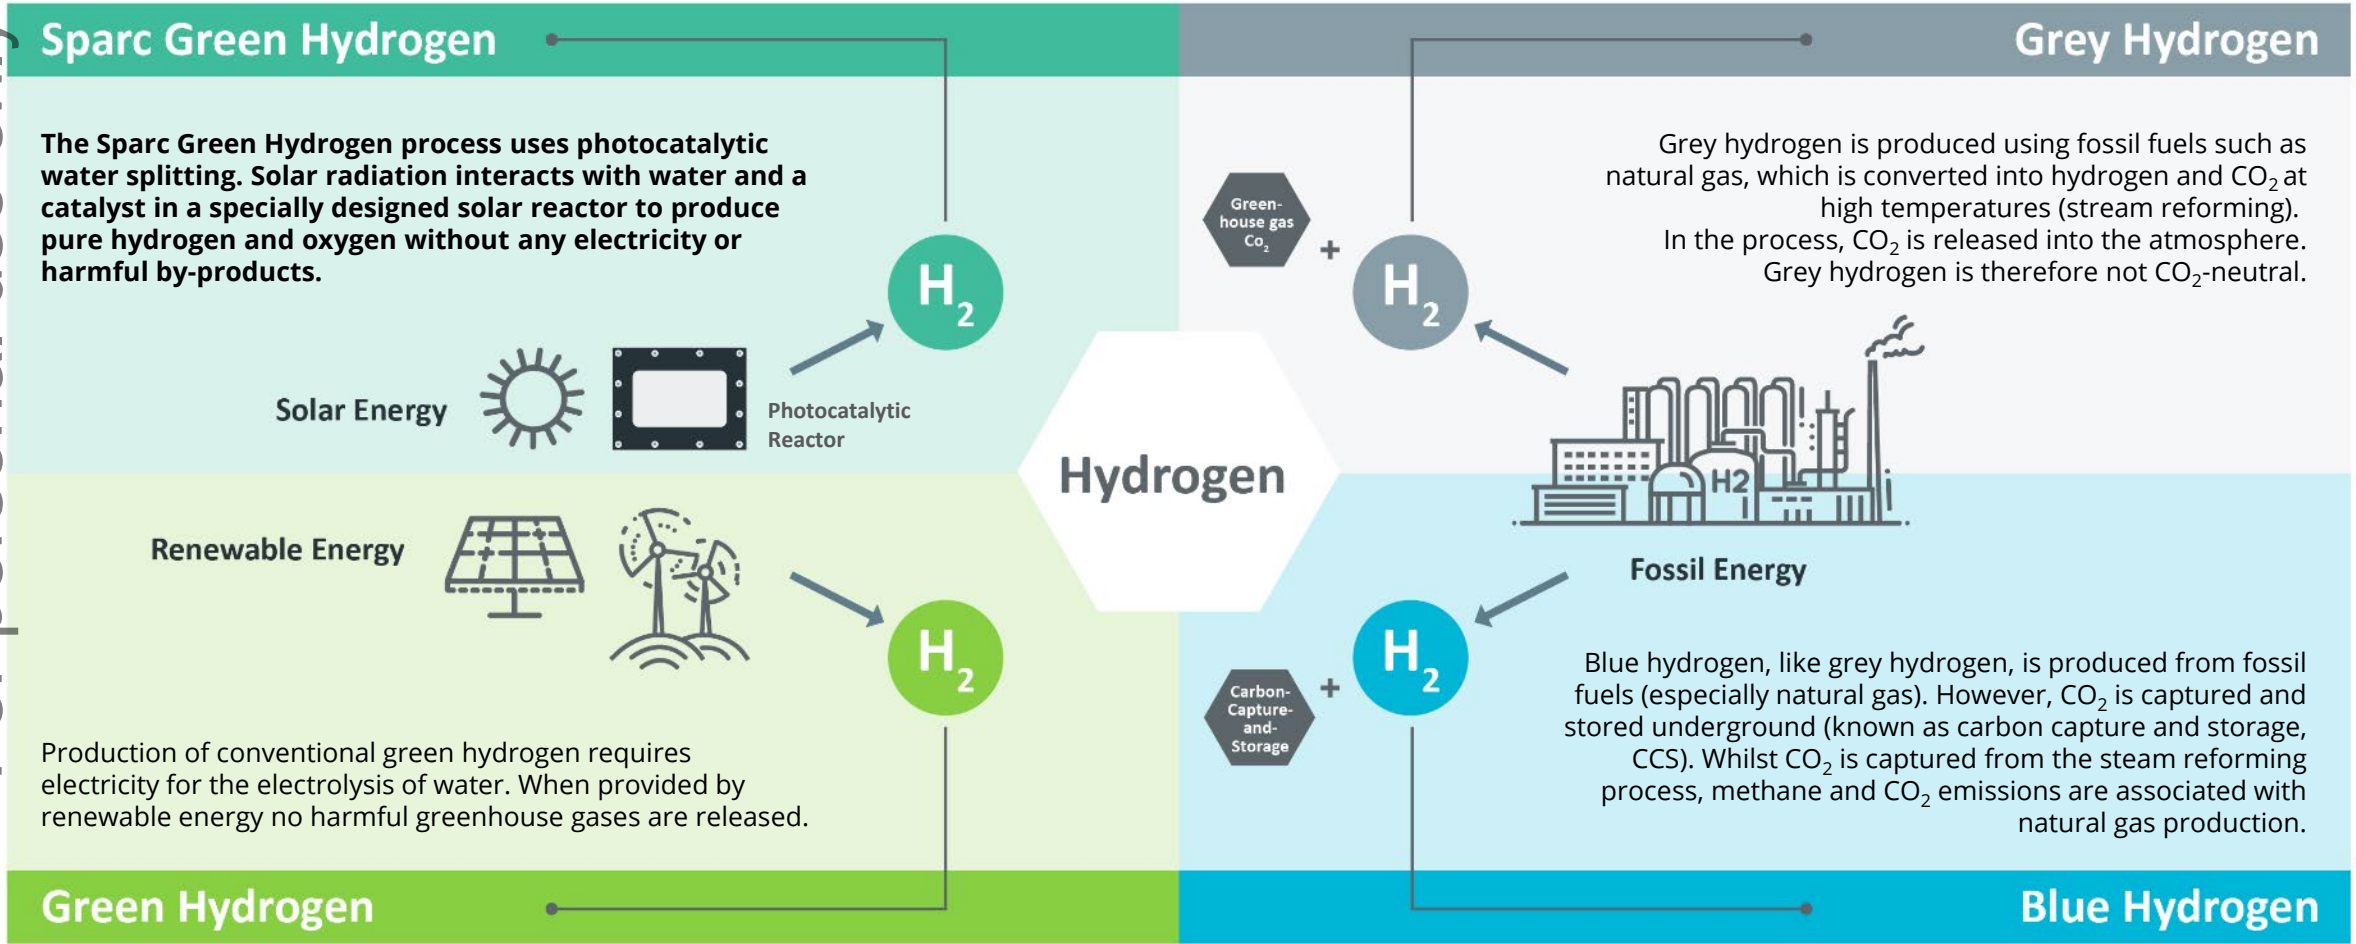 Sparc Green Hydrogen
The Sparc Green Hydrogen process uses photocatalytic
water splitting. Solar radiation interacts with water and a
catalyst in a specially designed solar reactor to produce
pure hydrogen and oxygen without any electricity or
harmful by-products.
H2
Solar Energy
Photocatalytic
Reactor
Grey Hydrogen
Grey hydrogen is produced using fossil fuels such as
natural gas, which is converted into hydrogen and CO2 at
high temperatures (stream reforming).
In the process, CO2 is released into the atmosphere.
Grey hydrogen is therefore not CO2-neutral.
Green-
house gas
Co2
+
H2
Hydrogen
H2
Fossil Energy
Renewable Energy
H2
Production of conventional green hydrogen requires
electricity for the electrolysis of water. When provided by
renewable energy no harmful greenhouse gases are released.
Green Hydrogen
Carbon-
Capture-
and-
Storage
+
H2
Blue hydrogen, like grey hydrogen, is produced from fossil
fuels (especially natural gas). However, CO2 is captured and
stored underground (known as carbon capture and storage,
CCS). Whilst CO2 is captured from the steam reforming
process, methane and CO2 emissions are associated with
natural gas production.
Blue Hydrogen